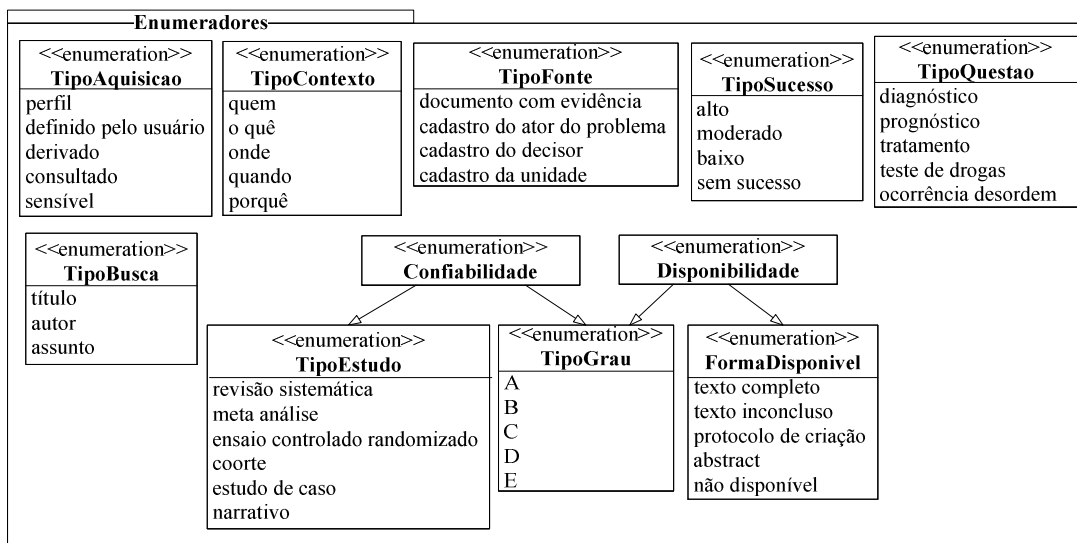 Enumeradores
<<enumeration>>
TipoAquisicao
perfil
definido pelo usuário
derivado
consultado
sensível
<<enumeration>>
TipoContexto
quem
o quê
onde
quando
porquê
<<enumeration>>
TipoFonte
documento com evidência
cadastro do ator do problema
cadastro do decisor
cadastro da unidade
<<enumeration>>
TipoSucesso
alto
moderado
baixo
sem sucesso
<<enumeration>>
TipoQuestao
diagnóstico
prognóstico
tratamento
teste de drogas
ocorrência desordem
<<enumeration>>
TipoBusca
título
autor
assunto
<<enumeration>>
Confiabilidade
<<enumeration>>
Disponibilidade
<<enumeration>>
TipoEstudo
revisão sistemática
meta análise
ensaio controlado randomizado
coorte
estudo de caso
narrativo
<<enumeration>>
TipoGrau
A
B
C
D
E
<<enumeration>>
FormaDisponivel
texto completo
texto inconcluso
protocolo de criação
abstract
não disponível